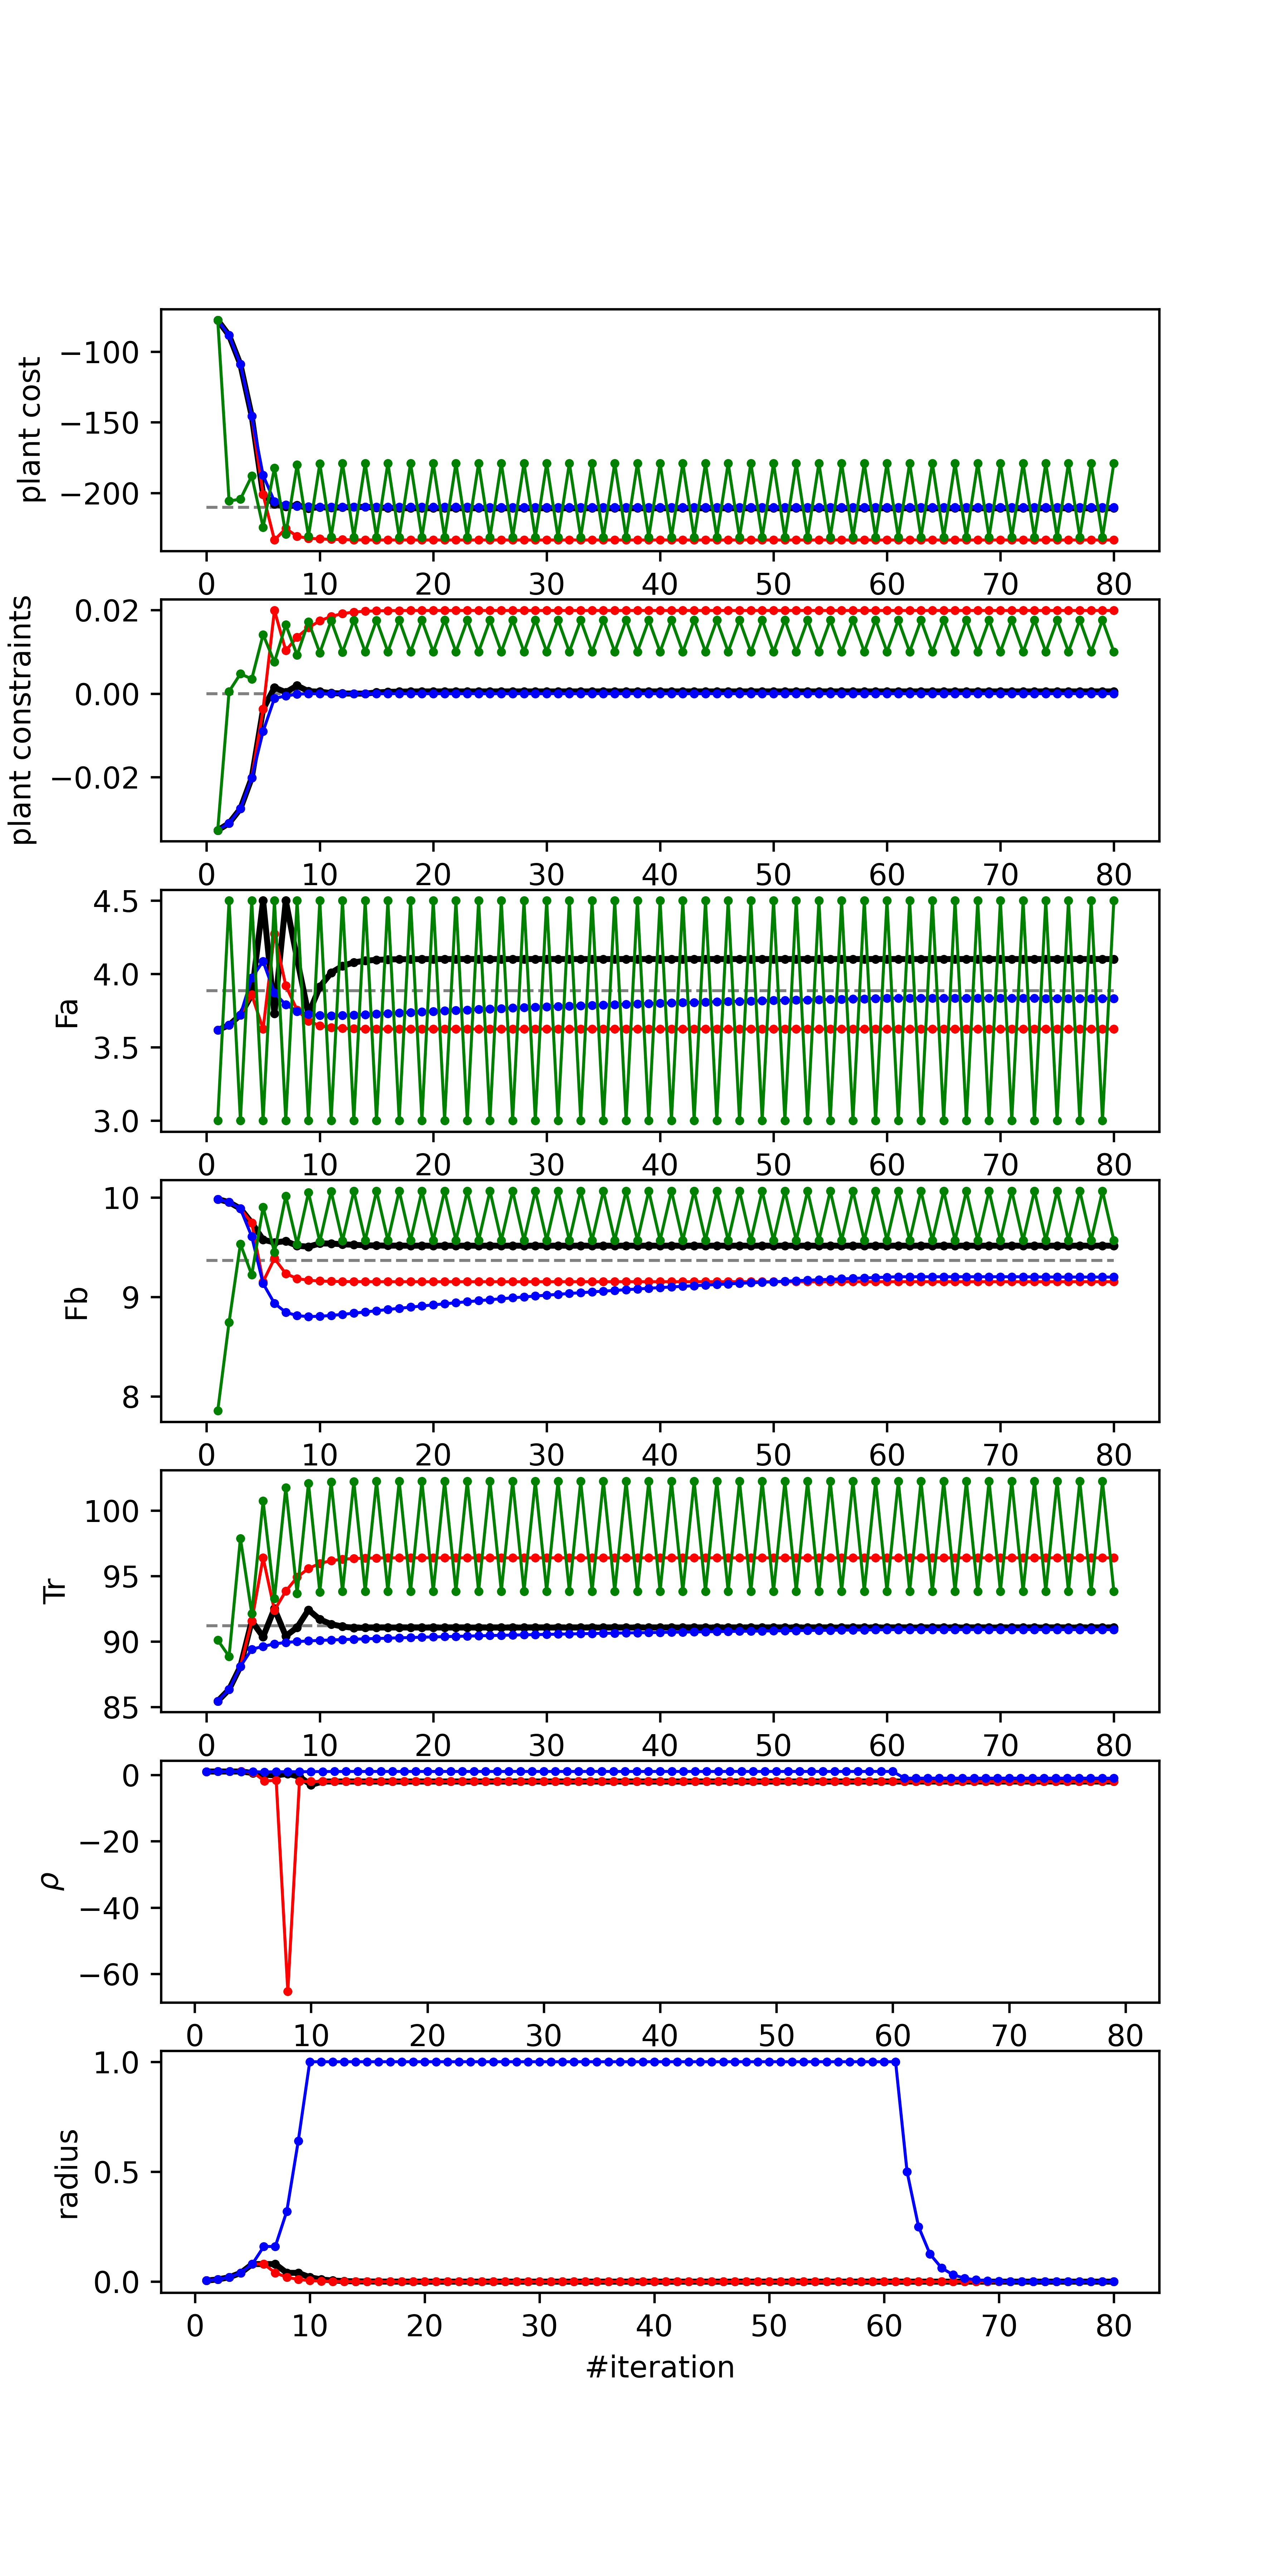 plant cost
−100
−150
−200
0 10 20 30 40 50 60 70 80
plant constraints
0.02
0.00
−0.02
0 10 20 30 40 50 60 70 80
Fa
4.5
4.0
3.5
3.0
0 10 20 30 40 50 60 70 80
Fb
10
9
8
0 10 20 30 40 50 60 70 80
Tr
100
95
90
85
0 10 20 30 40 50 60 70 80
ρ
0
−20
−40
−60
0 10 20 30 40 50 60 70 80
radius
1.0
0.5
0.0
0 10 20 30 40 50 60 70 80
#iteration